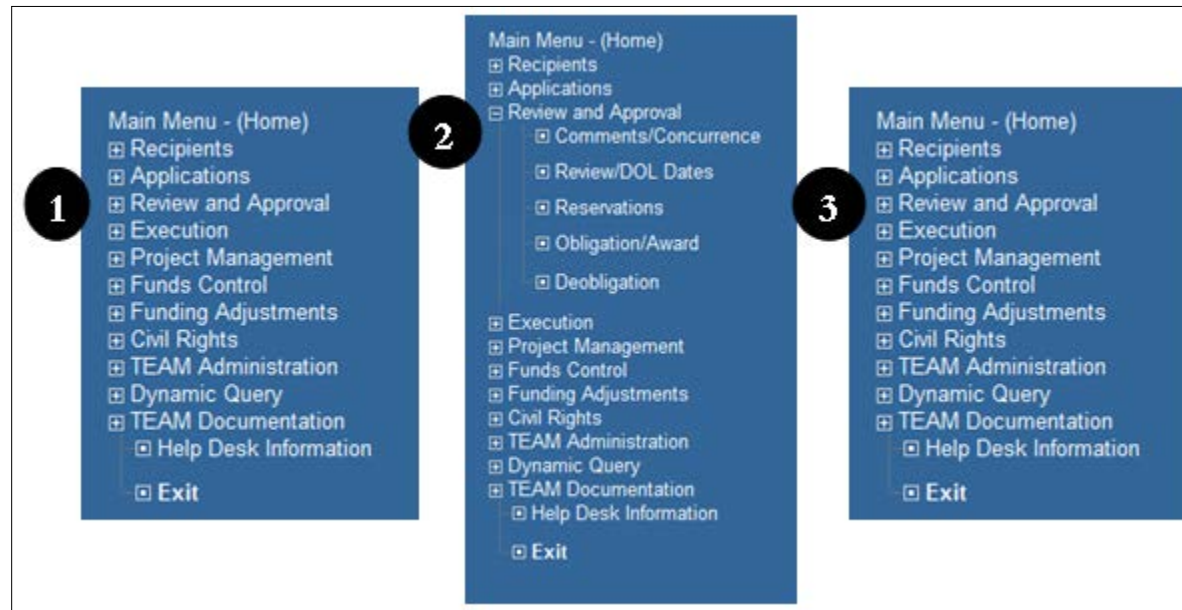 1
Main Menu - (Home)
Recipients
Applications
Review and Approval
Execution
Project Management
Funds Control
Funding Adjustments
Civil Rights
TEAM Administration
Dynamic Query
TEAM Documentation
Help Desk Information
Exit
2
Main Menu - (Home)
Recipients
Applications
Review and Approval
Comments/Concurrence
Review/DOL Dates
Reservations
Obligation/Award
Deobligation
Execution
Project Management
Funds Control
Funding Adjustments
Civil Rights
TEAM Administration
Dynamic Query
TEAM Documentation
Help Desk Information
Exit
3
Main Menu - (Home)
Recipients
Applications
Review and Approval
Execution
Project Management
Funds Control
Funding Adjustments
Civil Rights
TEAM Administration
Dynamic Query
TEAM Documentation
Help Desk Information
Exit